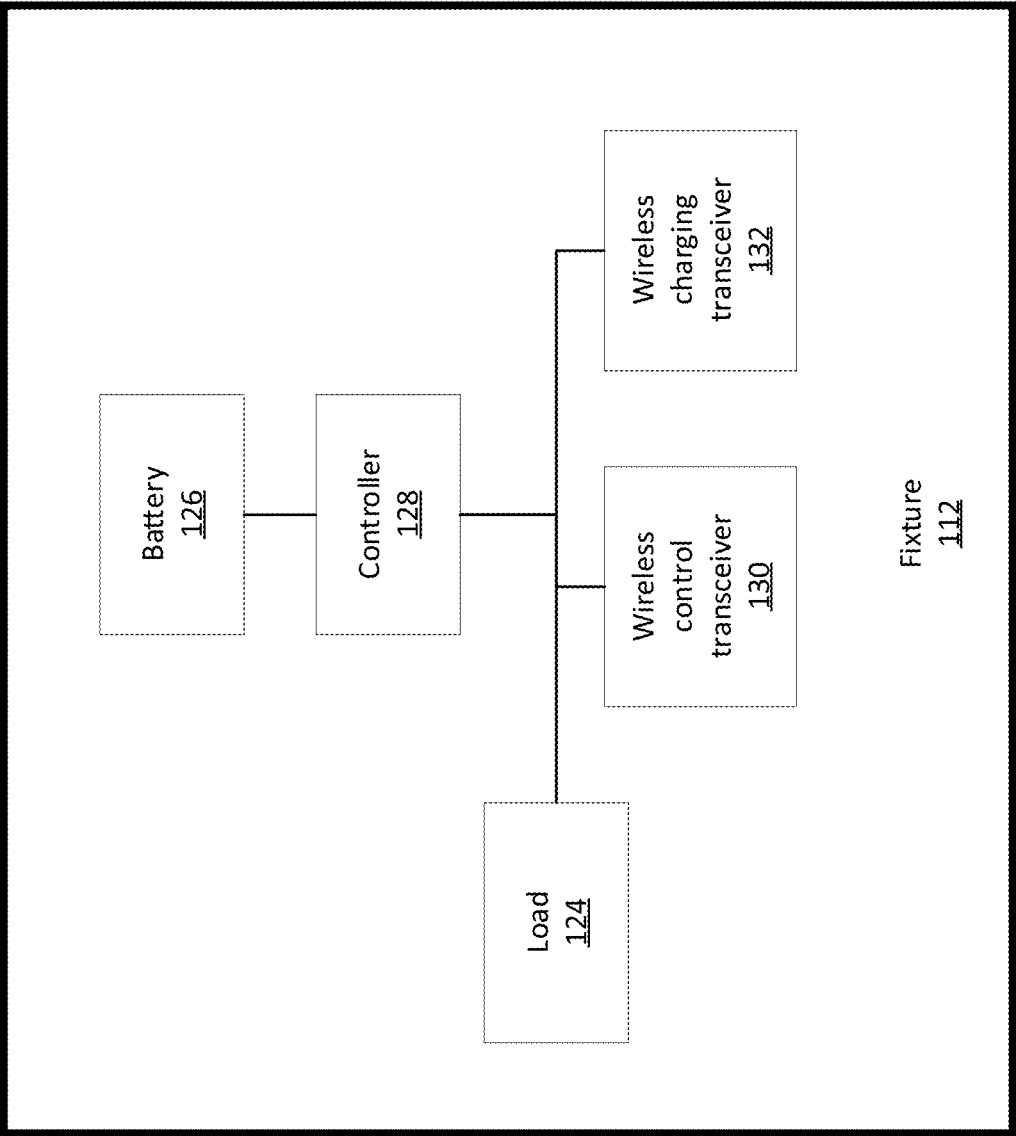 Battery
126
Controller
128
Load
124
Wireless
control
transceiver
130
Wireless
charging
transceiver
132
Fixture
112